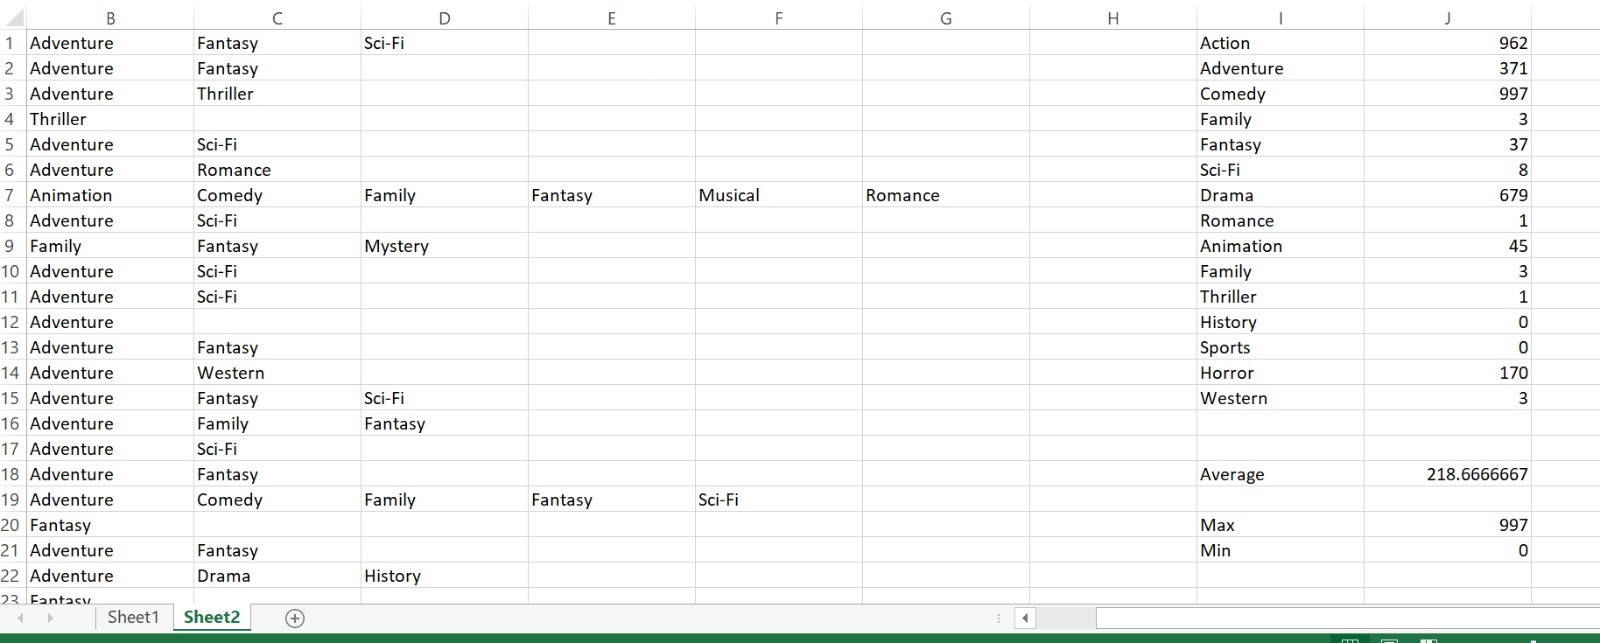 B C D E F G H I J
1 Adventure Fantasy Sci-Fi Action 962
2 Adventure Fantasy Adventure 371
3 Adventure Thriller Comedy 997
4 Thriller Family 3
5 Adventure Sci-Fi Fantasy 37
6 Adventure Romance Sci-Fi 8
7 Animation Comedy Family Fantasy Musical Romance Drama 679
8 Adventure Sci-Fi Romance 1
9 Family Fantasy Mystery Animation 45
10 Adventure Sci-Fi Family 3
11 Adventure Sci-Fi Thriller 1
12 Adventure History 0
13 Adventure Fantasy Sports 0
14 Adventure Western Horror 170
15 Adventure Fantasy Sci-Fi Western 3
16 Adventure Family Fantasy
17 Adventure Sci-Fi
18 Adventure Fantasy Average 218.6666667
19 Adventure Comedy Family Fantasy Sci-Fi
20 Fantasy Max 997
21 Adventure Fantasy Min 0
22 Adventure Drama History
23 Fantasy
Sheet1 Sheet2